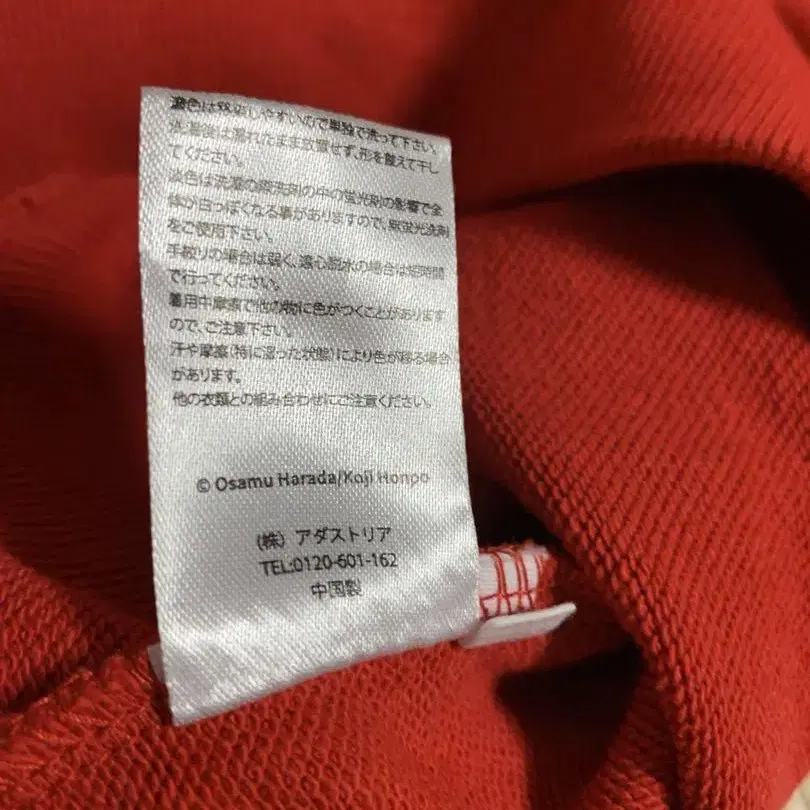 濃色は移染しやすいので単独で洗って下さい。
洗濯後は濡れたまま放置せず、形を整えて干し
てください。
淡色は洗濯の際洗剤の中の蛍光剤の影響で全
体が白っぽくなる事がありますので、無蛍光洗剤
をご使用下さい。
手絞りの場合は弱く、遠心脱水の場合は短時間
で行ってください。
着用中摩擦で他の物に色がつくことがあります
ので、ご注意下さい。
汗や摩擦(特に湿った状態)により色が移る場合
があります。
他の衣類との組み合わせにご注意ください。
© Osamu Harada/Koji Honpo
(株) アダストリア
TEL:0120-601-162
中国製